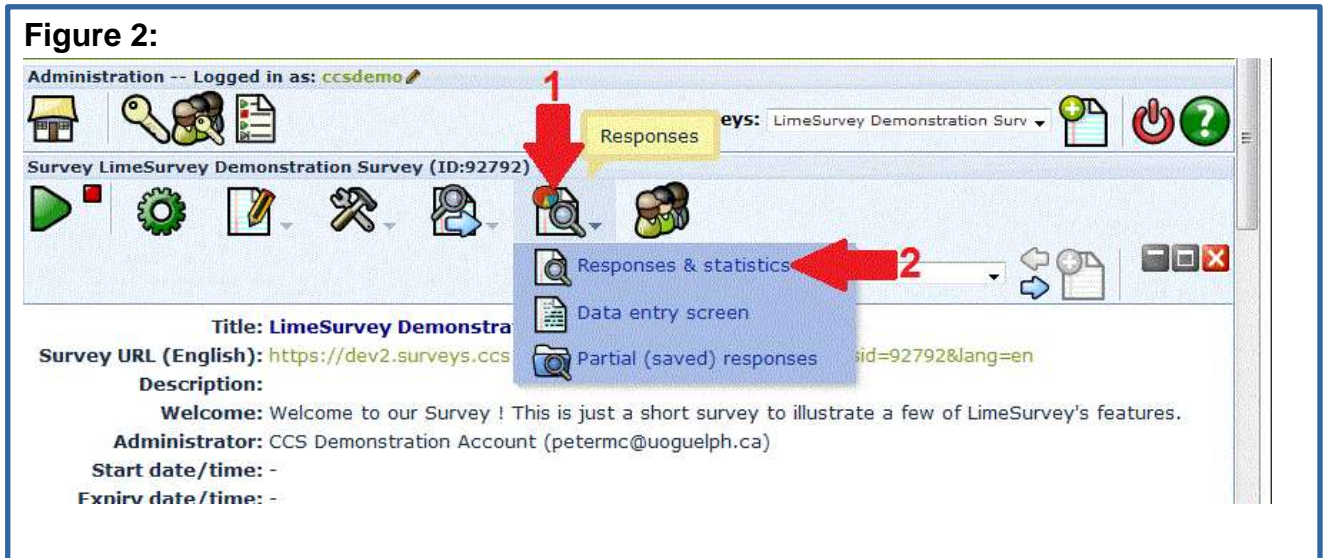 Figure 2:
Administration -- Logged in as: ccsdemo
1
eys: LimeSurvey Demonstration Surv
Responses
Survey LimeSurvey Demonstration Survey (ID:92792)
Responses & statistics
2
Data entry screen
Partial (saved) responses
Title: LimeSurvey Demonstra
Survey URL (English): https://dev2.surveys.ccs sid=92792&lang=en
Description:
Welcome: Welcome to our Survey ! This is just a short survey to illustrate a few of LimeSurvey's features.
Administrator: CCS Demonstration Account (petermc@uoguelph.ca)
Start date/time: -
Expiry date/time: -